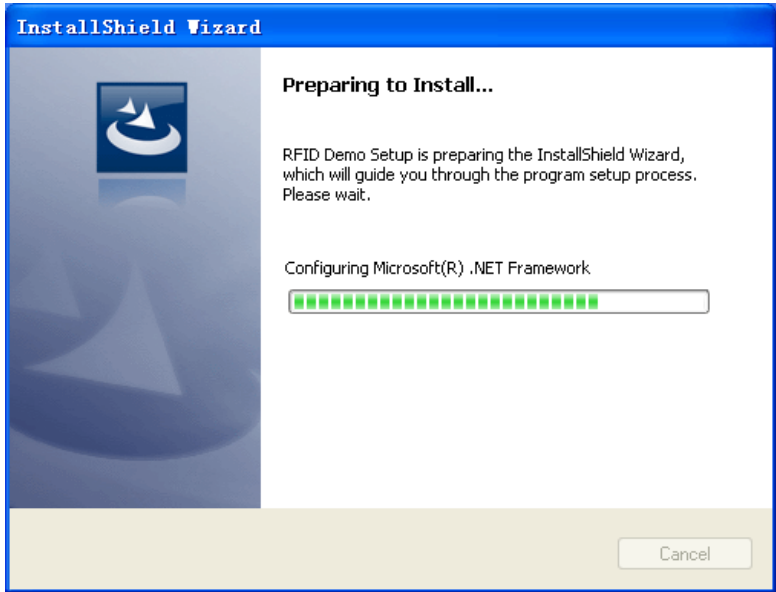 InstallShield Wizard
Preparing to Install...
RFID Demo Setup is preparing the InstallShield Wizard,
which will guide you through the program setup process.
Please wait.
Configuring Microsoft(R) .NET Framework
Cancel